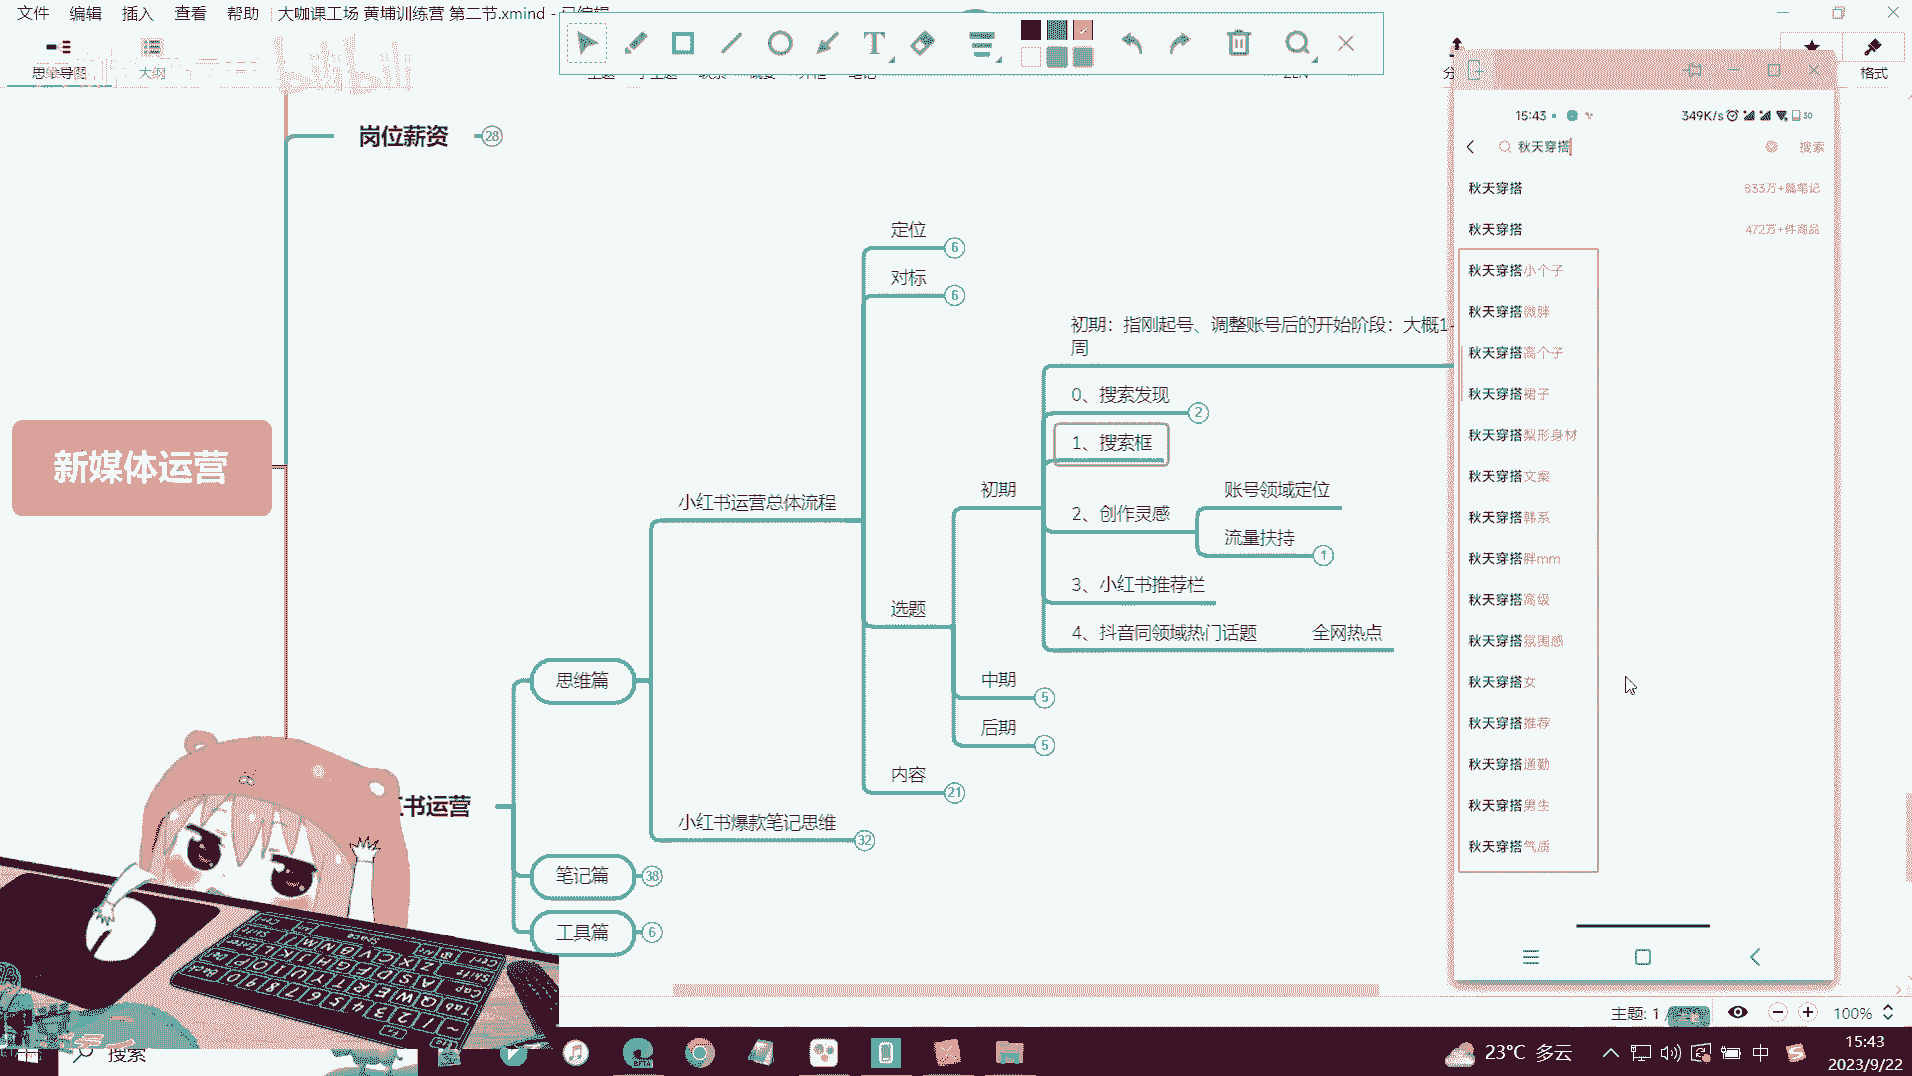 文件 编辑 插入 查看 帮助 大咖课工场 黄埔训练营 第二节.xmind - 已编辑
思维导图
大纲
bilibili
格式
岗位薪资 28
新媒体运营
思维篇
笔记篇 38
工具篇 6
小红书运营总体流程
小红书爆款笔记思维 32
定位 6
对标 6
选题
内容 21
初期
中期 5
后期 5
初期：指刚起号、调整账号后的开始阶段：大概1-
周
0、搜索发现 2
1、搜索框
2、创作灵感
账号领域定位
流量扶持 1
3、小红书推荐栏
4、抖音同领域热门话题 全网热点
15:43 349K/s 30
秋天穿搭 搜索
秋天穿搭 833万+篇笔记
秋天穿搭 472万+件商品
秋天穿搭小个子
秋天穿搭微胖
秋天穿搭高个子
秋天穿搭裙子
秋天穿搭梨形身材
秋天穿搭文案
秋天穿搭韩系
秋天穿搭胖mm
秋天穿搭高级
秋天穿搭氛围感
秋天穿搭女
秋天穿搭推荐
秋天穿搭通勤
秋天穿搭男生
秋天穿搭气质
主题: 1 /
100%
搜索
23°C 多云
中
15:43
2023/9/22